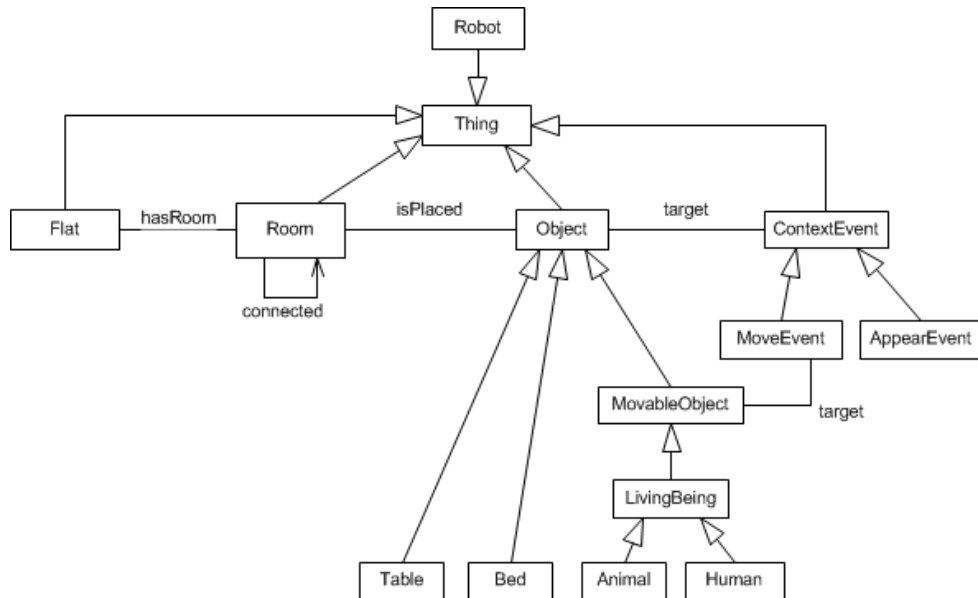 Robot
Thing
Flat
hasRoom
Room
isPlaced
Object
target
ContextEvent
connected
MoveEvent
AppearEvent
MovableObject
target
LivingBeing
Table
Bed
Animal
Human